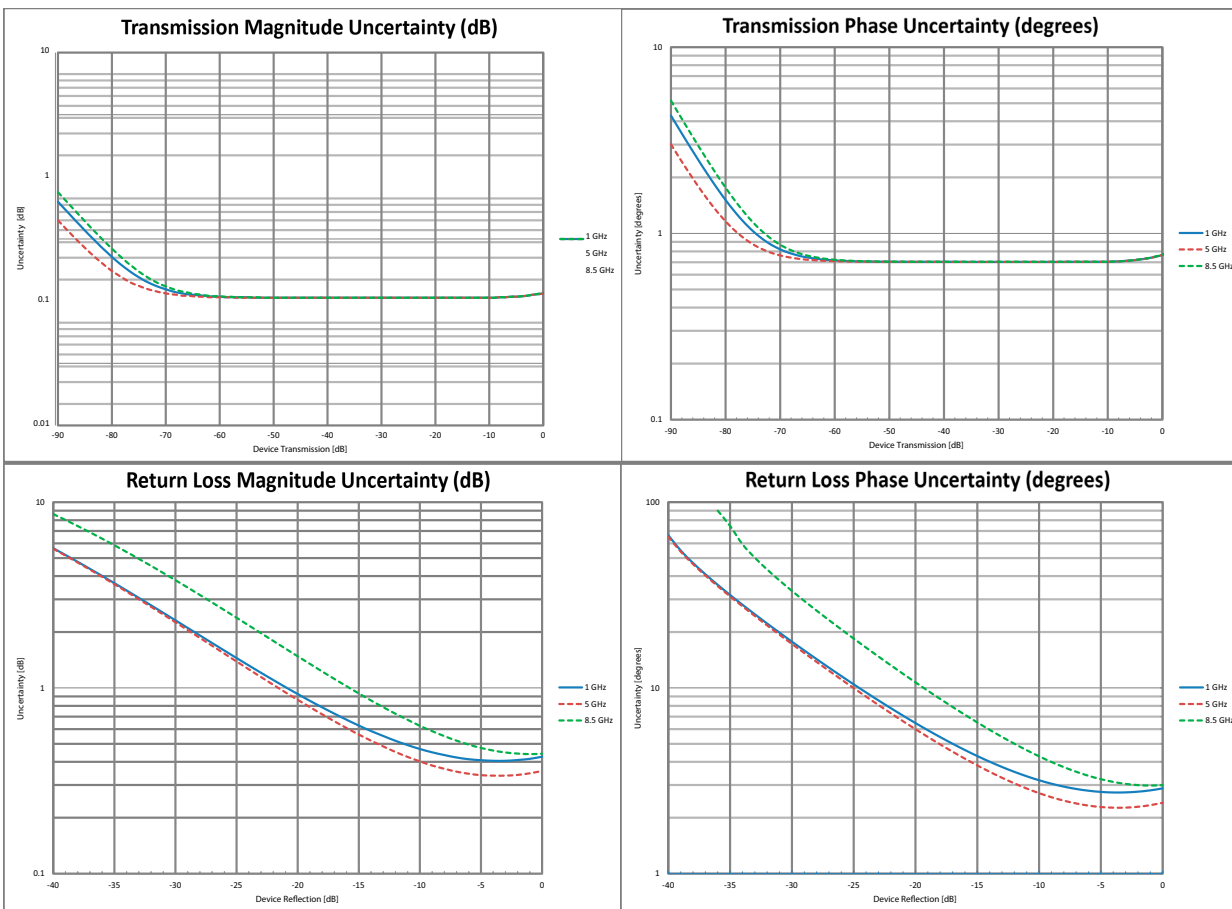 Transmission Magnitude Uncertainty (dB)
10
1
0.1
0.01
Uncertainty [dB]
-90 -80 -70 -60 -50 -40 -30 -20 -10 0
Device Transmission [dB]
1 GHz
5 GHz
8.5 GHz
Transmission Phase Uncertainty (degrees)
10
1
0.1
Uncertainty [degrees]
-90 -80 -70 -60 -50 -40 -30 -20 -10 0
Device Transmission [dB]
1 GHz
5 GHz
8.5 GHz
Return Loss Magnitude Uncertainty (dB)
10
1
0.1
Uncertainty [dB]
-40 -35 -30 -25 -20 -15 -10 -5 0
Device Reflection [dB]
1 GHz
5 GHz
8.5 GHz
Return Loss Phase Uncertainty (degrees)
100
10
1
Uncertainty [degrees]
-40 -35 -30 -25 -20 -15 -10 -5 0
Device Reflection [dB]
1 GHz
5 GHz
8.5 GHz